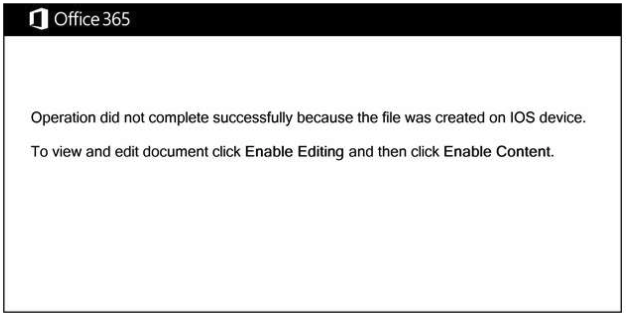 Office 365
Operation did not complete successfully because the file was created on IOS device.
To view and edit document click Enable Editing and then click Enable Content.